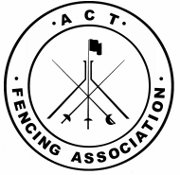 · A C T ·
FENCING ASSOCIATION